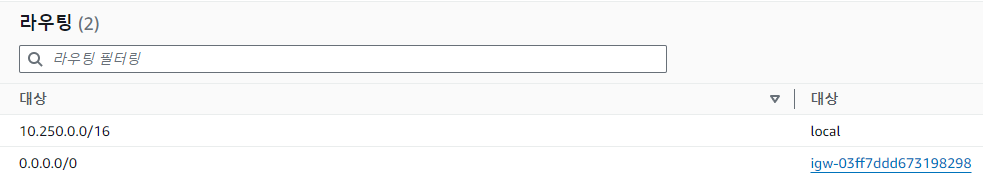 라우팅 (2)
라우팅 필터링
대상 대상
10.250.0.0/16 local
0.0.0.0/0 igw-03ff7ddd673198298